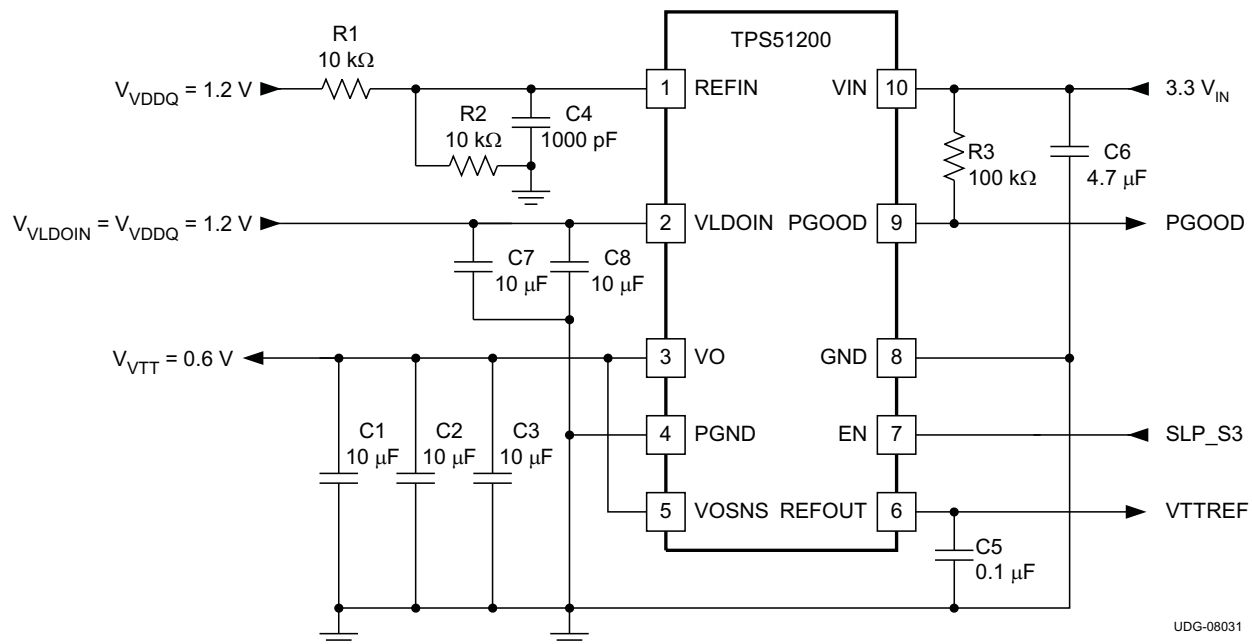 R1
10 kΩ
V_VDDQ = 1.2 V
R2
10 kΩ
C4
1000 pF
TPS51200
1 REFIN
VIN 10
3.3 V_IN
R3
100 kΩ
C6
4.7 μF
V_VLDOIN = V_VDDQ = 1.2 V
C7
10 μF
C8
10 μF
2 VLDOIN
PGOOD 9
PGOOD
V_VTT = 0.6 V
3 VO
GND 8
C1
10 μF
C2
10 μF
C3
10 μF
4 PGND
EN 7
SLP_S3
5 VOSNS
REFOUT 6
VTTREF
C5
0.1 μF
UDG-08031